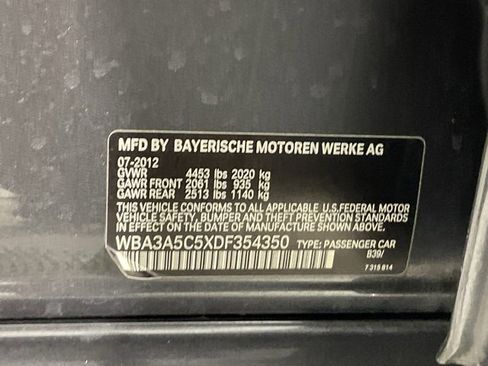 MFD BY BAYERISCHE MOTOREN WERKE AG
07-2012
GVWR 4453 lbs 2020 kg
GAWR FRONT 2061 lbs 935 kg
GAWR REAR 2513 lbs 1140 kg
THIS VEHICLE CONFORMS TO ALL APPLICABLE U.S.FEDERAL MOTOR
VEHICLE SAFETY, BUMPER AND THEFT PREVENTION STANDARDS
IN EFFECT ON THE DATE OF MANUFACTURE SHOWN ABOVE.
WBA3A5C5XDF354350 TYPE: PASSENGER CAR
B39/
7 315 814